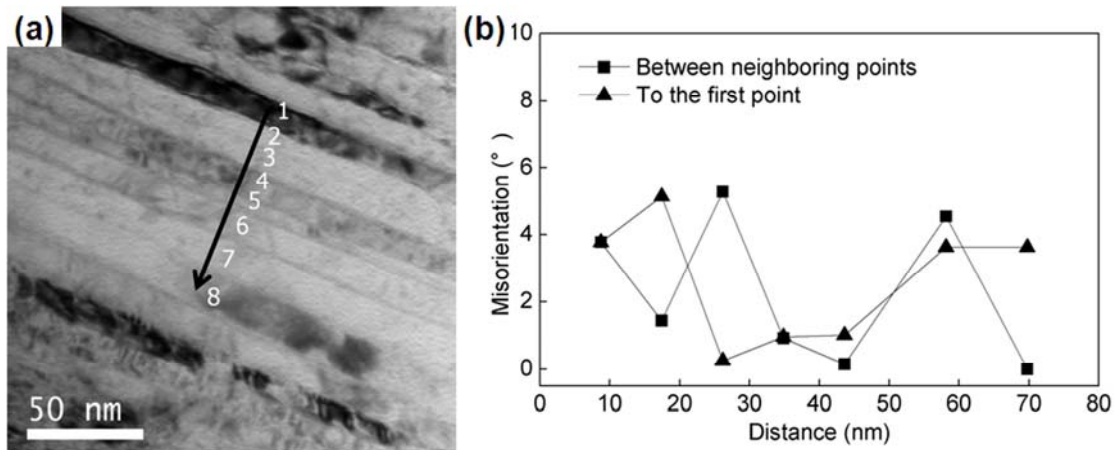 (a)
1
2
3
4
5
6
7
8
50 nm
(b)
10
8
6
4
2
0
Misorientation (°)
Between neighboring points
To the first point
0 10 20 30 40 50 60 70 80
Distance (nm)